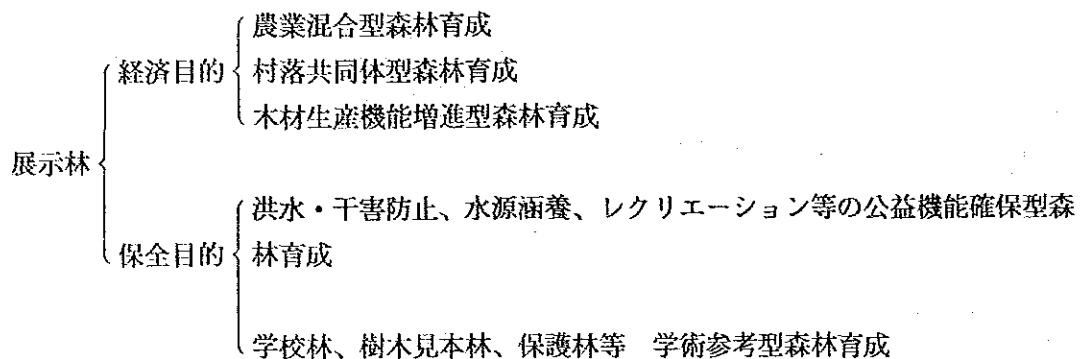 農業混合型森林育成
経済目的
村落共同体型森林育成
木材生産機能増進型森林育成
展示林
洪水・干害防止、水源涵養、レクリエーション等の公益機能確保型森
保全目的
林育成
学校林、樹木見本林、保護林等　学術参考型森林育成